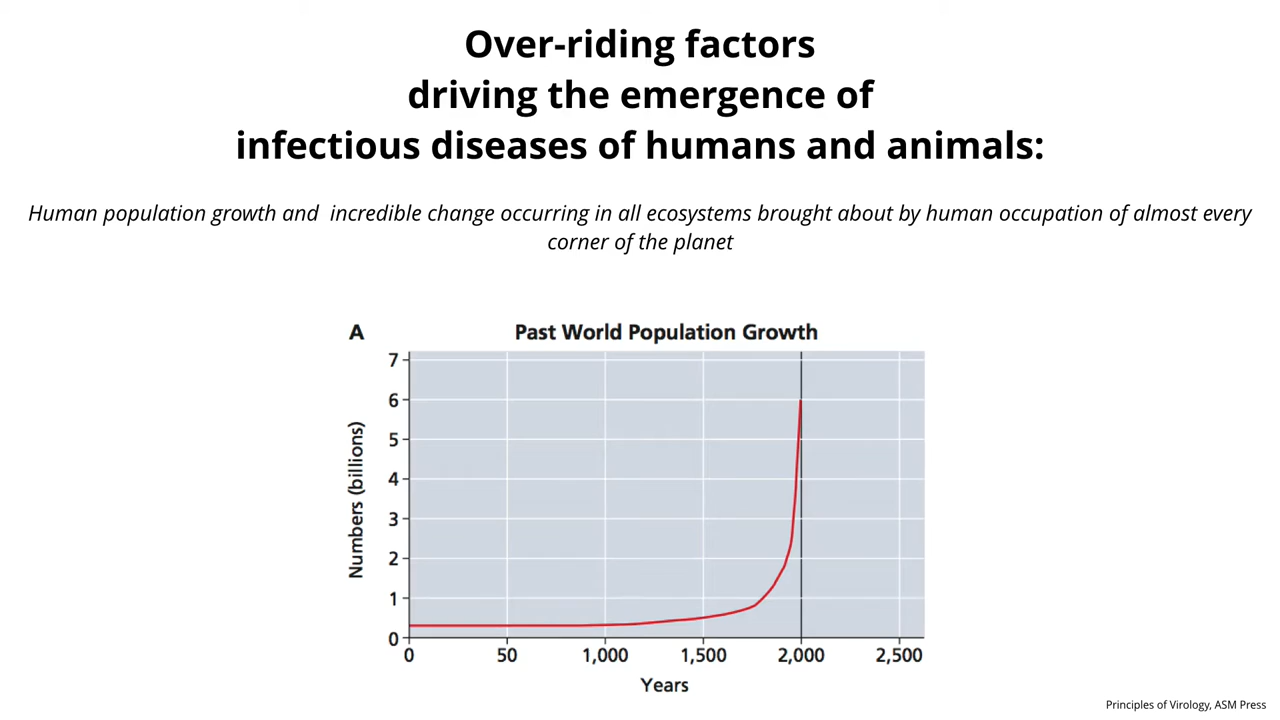 Over-riding factors
driving the emergence of
infectious diseases of humans and animals:
Human population growth and  incredible change occurring in all ecosystems brought about by human occupation of almost every
corner of the planet
A Past World Population Growth
Numbers (billions)
7
6
5
4
3
2
1
0
0 50 1,000 1,500 2,000 2,500
Years
Principles of Virology, ASM Press